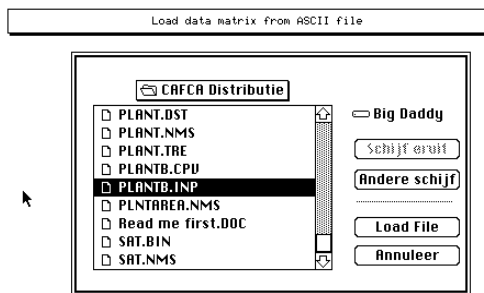 Load data matrix from ASCII file
CAFCA Distributie
PLANT.DST
PLANT.NMS
PLANT.TRE
PLANTB.CPU
PLANTB.INP
PLNTAREA.NMS
Read me first.DOC
SAT.BIN
SAT.NMS
Big Daddy
Schijf eruit
Andere schijf
Load File
Annuleer